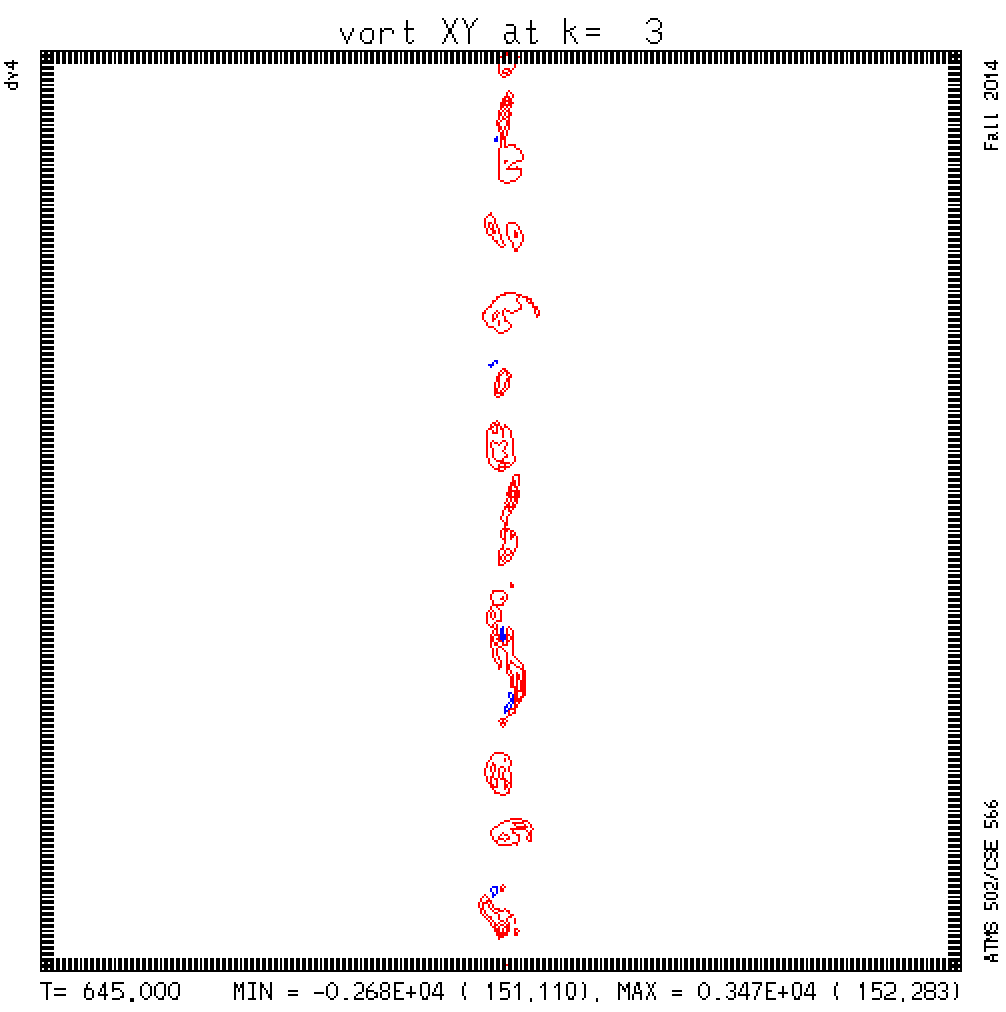 vort XY at k= 3
dv4
Fall 2014
ATMS 502/CSE 566
T= 645.000 MIN = -0.268E+04 ( 151,110), MAX = 0.347E+04 ( 152,283)